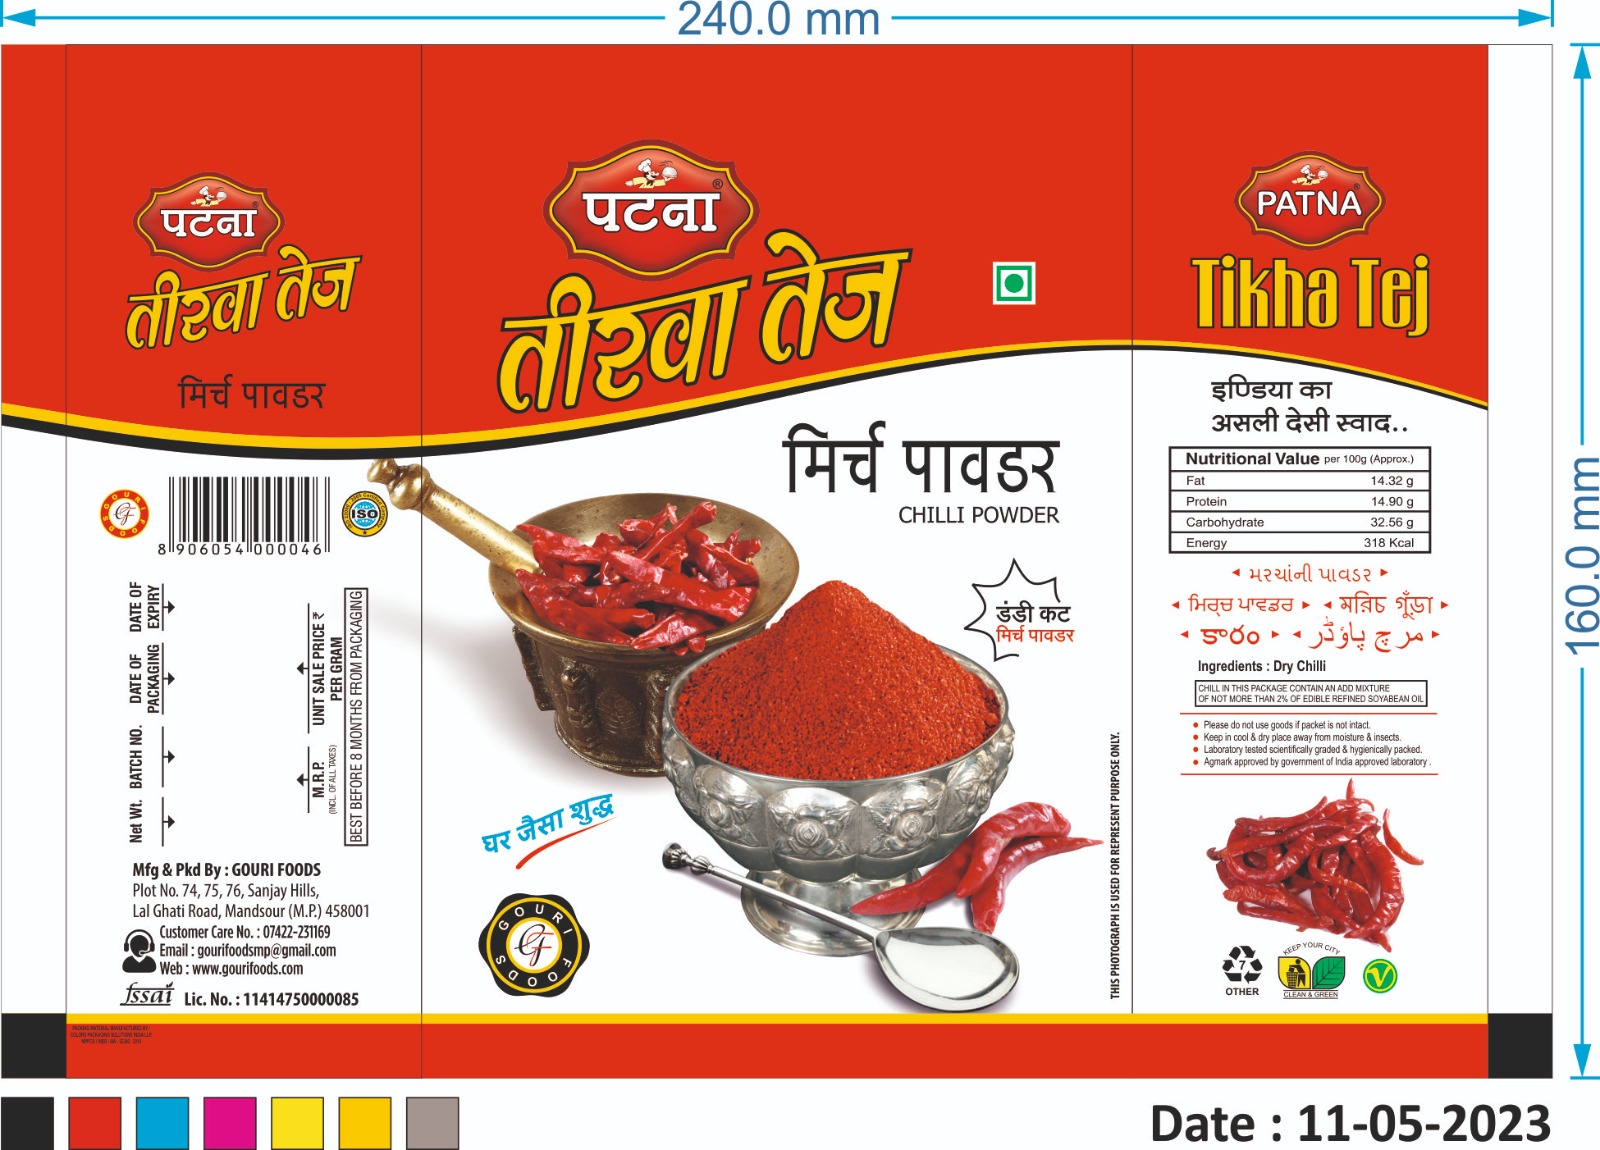 240.0 mm
160.0 mm
पटना®
तीखा तेज
मिर्च पावडर
GOURI FOODS
GF
ISO
8 906054 000046
DATE OF EXPIRY
DATE OF PACKAGING
BATCH NO.
Net Wt.
UNIT SALE PRICE ₹
PER GRAM
M.R.P.
(INCL. OF ALL TAXES)
BEST BEFORE 8 MONTHS FROM PACKAGING
Mfg & Pkd By : GOURI FOODS
Plot No. 74, 75, 76, Sanjay Hills,
Lal Ghati Road, Mandsour (M.P.) 458001
Customer Care No. : 07422-231169
Email : gourifoodsmp@gmail.com
Web : www.gourifoods.com
fssai Lic. No. : 11414750000085
पटना®
तीखा तेज
मिर्च पावडर
CHILLI POWDER
डंडी कट
मिर्च पावडर
घर जैसा शुद्ध
GOURI FOODS
GF
THIS PHOTOGRAPH IS USED FOR REPRESENT PURPOSE ONLY.
PATNA®
Tikha Tej
इण्डिया का
असली देसी स्वाद..
Nutritional Value per 100g (Approx.)
Fat 14.32 g
Protein 14.90 g
Carbohydrate 32.56 g
Energy 318 Kcal
મરચાંની પાવડર
ਮਿਰ੍ਚ ਪਾਵਡਰ মরিচ গূঁড়া
కారం مرچ پاؤڈر
Ingredients : Dry Chilli
CHILL IN THIS PACKAGE CONTAIN AN ADD MIXTURE
OF NOT MORE THAN 2% OF EDIBLE REFINED SOYABEAN OIL
Please do not use goods if packet is not intact.
Keep in cool & dry place away from moisture & insects.
Laboratory tested scientifically graded & hygienically packed.
Agmark approved by government of India approved laboratory .
7
OTHER
KEEP YOUR CITY
CLEAN & GREEN
V
Date : 11-05-2023